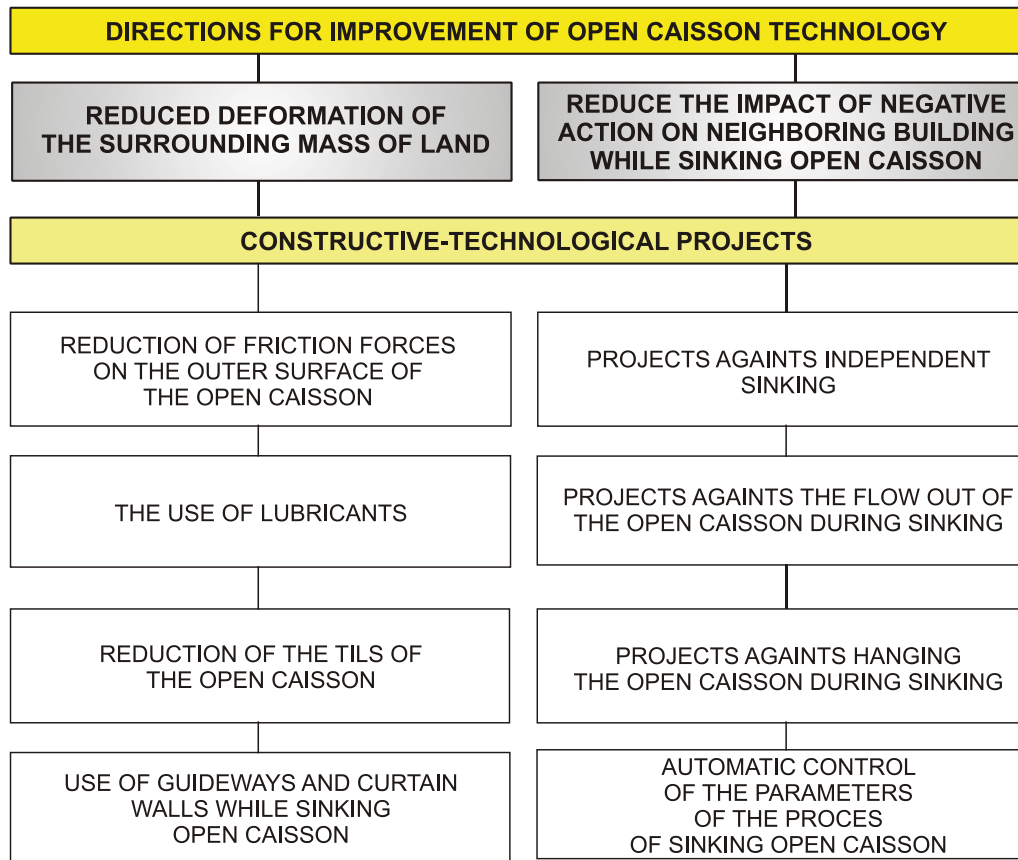 DIRECTIONS FOR IMPROVEMENT OF OPEN CAISSON TECHNOLOGY
REDUCED DEFORMATION OF
THE SURROUNDING MASS OF LAND
REDUCE THE IMPACT OF NEGATIVE
ACTION ON NEIGHBORING BUILDING
WHILE SINKING OPEN CAISSON
CONSTRUCTIVE-TECHNOLOGICAL PROJECTS
REDUCTION OF FRICTION FORCES
ON THE OUTER SURFACE OF
THE OPEN CAISSON
PROJECTS AGAINTS INDEPENDENT
SINKING
THE USE OF LUBRICANTS
PROJECTS AGAINTS THE FLOW OUT OF
THE OPEN CAISSON DURING SINKING
REDUCTION OF THE TILS OF
THE OPEN CAISSON
PROJECTS AGAINTS HANGING
THE OPEN CAISSON DURING SINKING
USE OF GUIDEWAYS AND CURTAIN
WALLS WHILE SINKING
OPEN CAISSON
AUTOMATIC CONTROL
OF THE PARAMETERS
OF THE PROCES
OF SINKING OPEN CAISSON